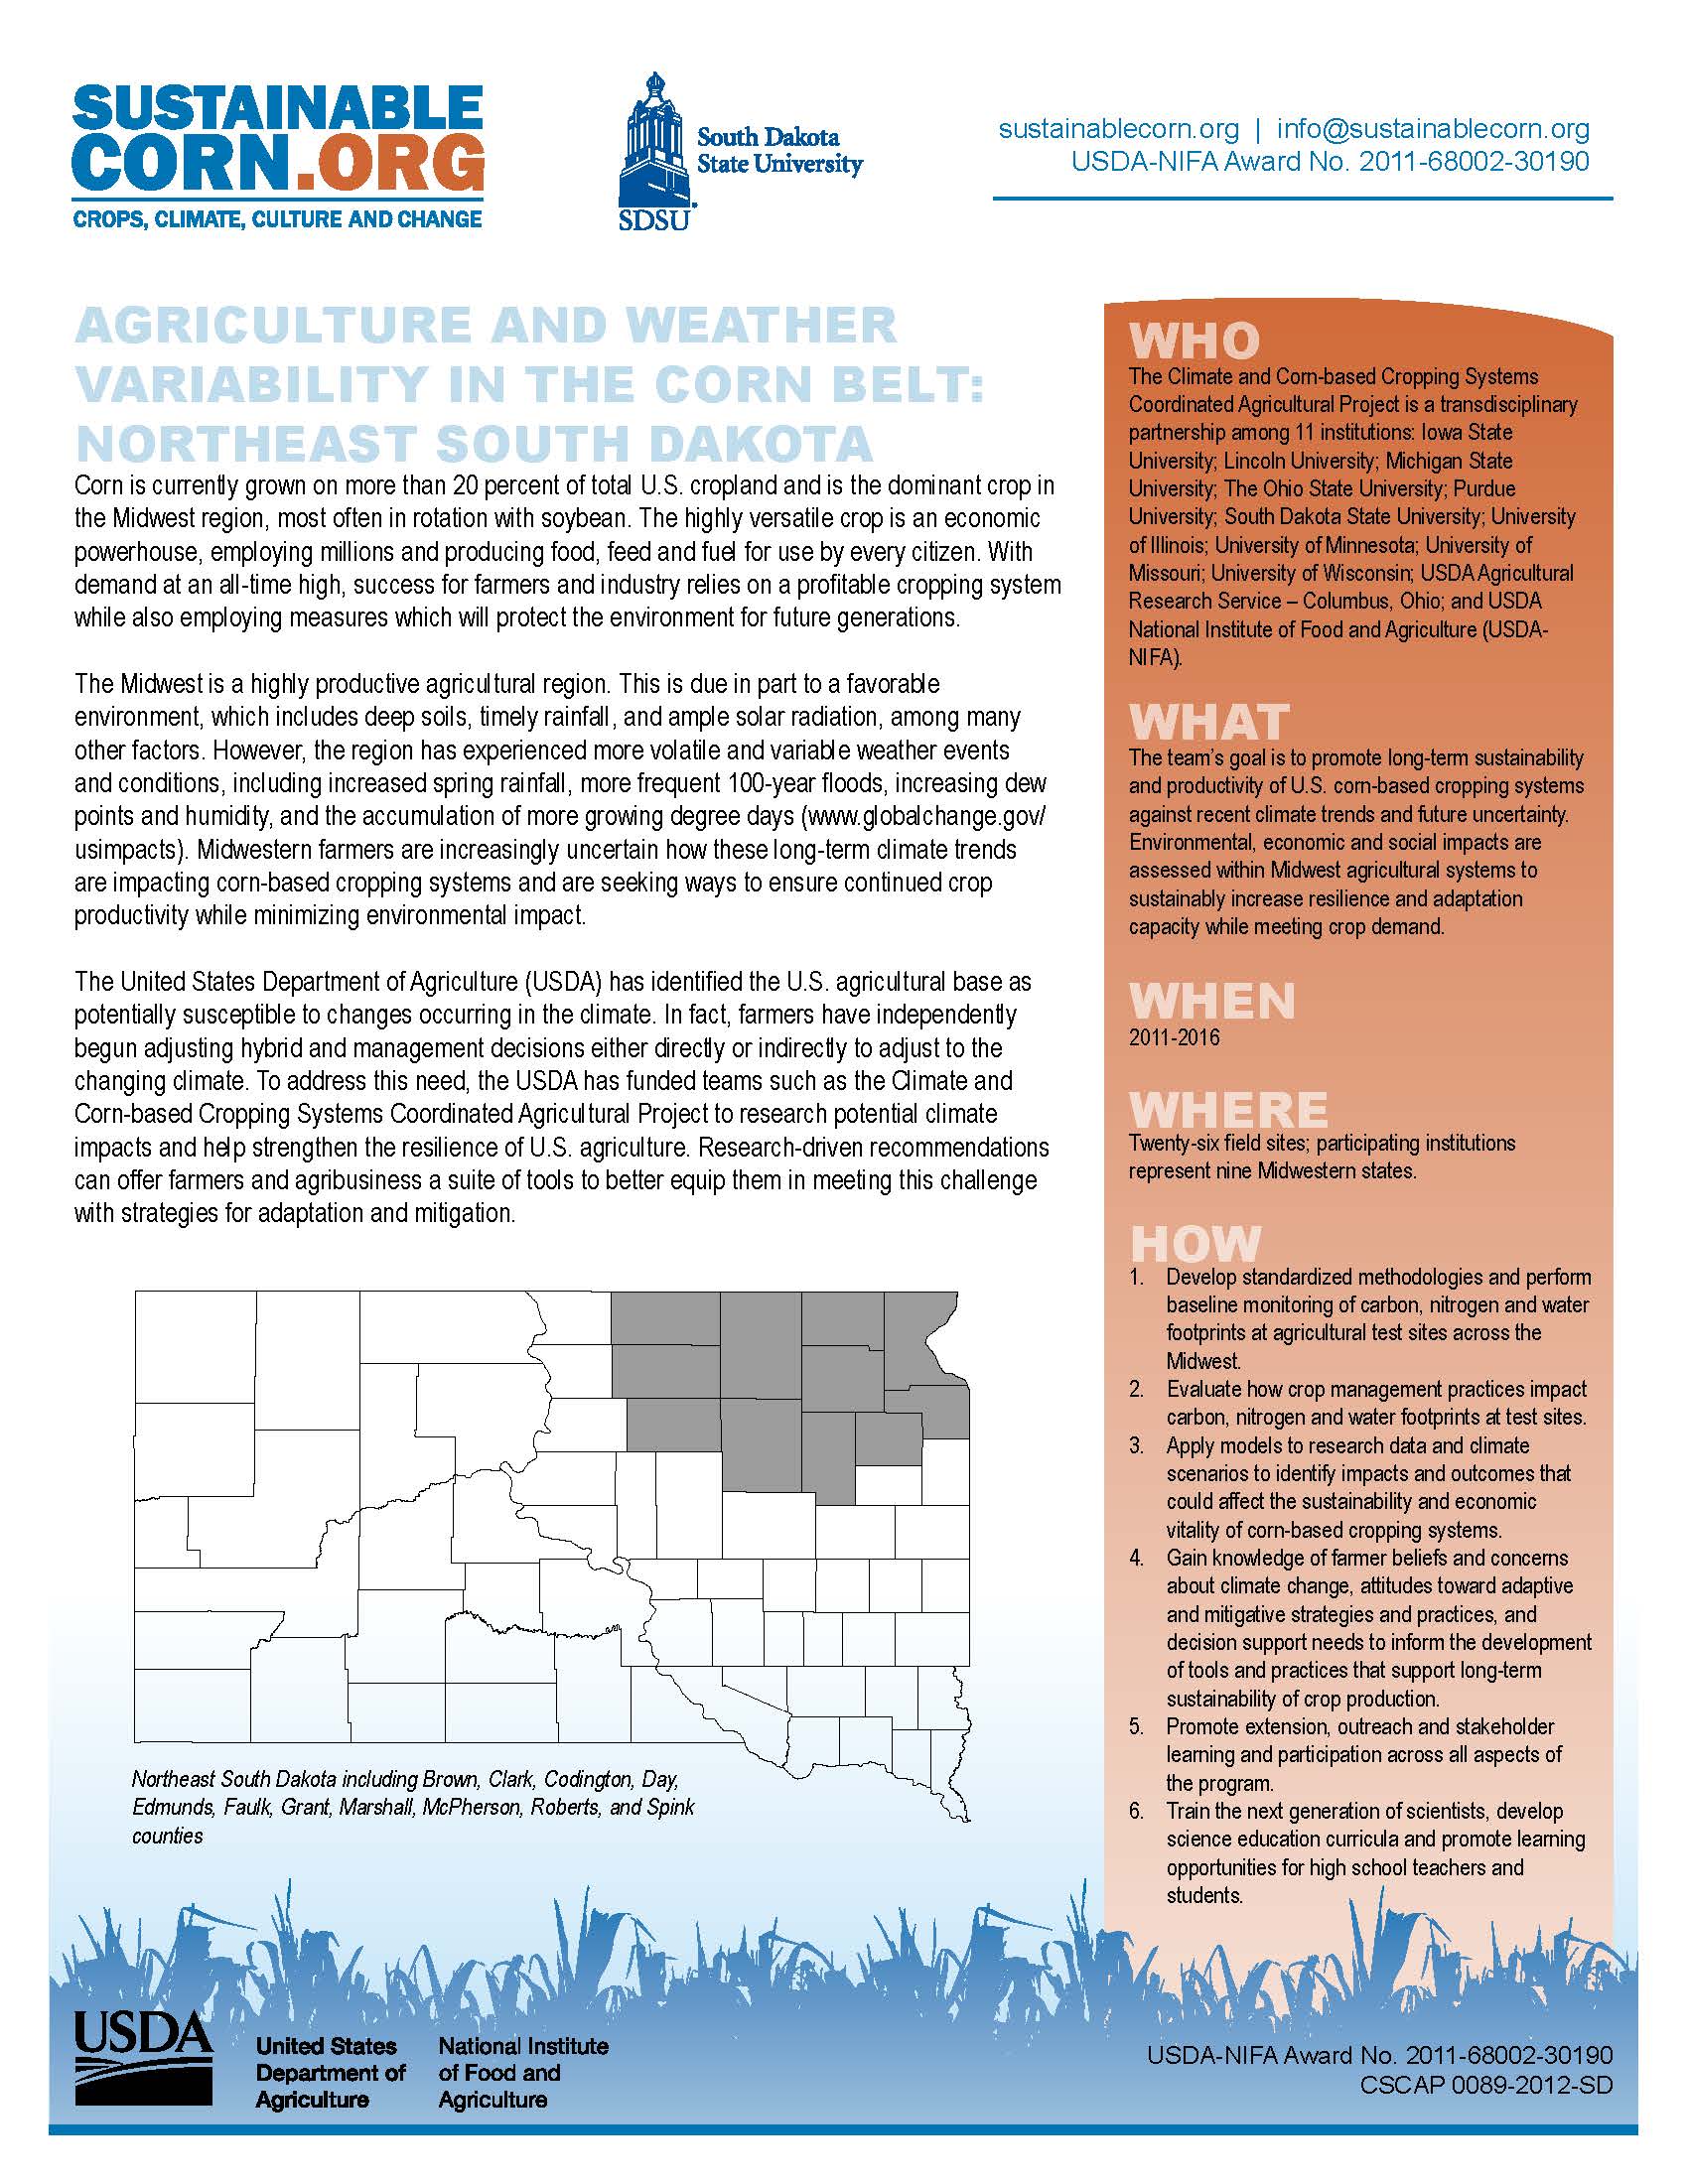 SUSTAINABLE
CORN.ORG
CROPS, CLIMATE, CULTURE AND CHANGE
South Dakota
State University
SDSU
sustainablecorn.org | info@sustainablecorn.org
USDA-NIFA Award No. 2011-68002-30190
AGRICULTURE AND WEATHER
VARIABILITY IN THE CORN BELT:
NORTHEAST SOUTH DAKOTA
Corn is currently grown on more than 20 percent of total U.S. cropland and is the dominant crop in
the Midwest region, most often in rotation with soybean. The highly versatile crop is an economic
powerhouse, employing millions and producing food, feed and fuel for use by every citizen. With
demand at an all-time high, success for farmers and industry relies on a profitable cropping system
while also employing measures which will protect the environment for future generations.
The Midwest is a highly productive agricultural region. This is due in part to a favorable
environment, which includes deep soils, timely rainfall, and ample solar radiation, among many
other factors. However, the region has experienced more volatile and variable weather events
and conditions, including increased spring rainfall, more frequent 100-year floods, increasing dew
points and humidity, and the accumulation of more growing degree days (www.globalchange.gov/
usimpacts). Midwestern farmers are increasingly uncertain how these long-term climate trends
are impacting corn-based cropping systems and are seeking ways to ensure continued crop
productivity while minimizing environmental impact.
The United States Department of Agriculture (USDA) has identified the U.S. agricultural base as
potentially susceptible to changes occurring in the climate. In fact, farmers have independently
begun adjusting hybrid and management decisions either directly or indirectly to adjust to the
changing climate. To address this need, the USDA has funded teams such as the Climate and
Corn-based Cropping Systems Coordinated Agricultural Project to research potential climate
impacts and help strengthen the resilience of U.S. agriculture. Research-driven recommendations
can offer farmers and agribusiness a suite of tools to better equip them in meeting this challenge
with strategies for adaptation and mitigation.
Northeast South Dakota including Brown, Clark, Codington, Day,
Edmunds, Faulk, Grant, Marshall, McPherson, Roberts, and Spink
counties
WHO
The Climate and Corn-based Cropping Systems
Coordinated Agricultural Project is a transdisciplinary
partnership among 11 institutions: Iowa State
University; Lincoln University; Michigan State
University; The Ohio State University; Purdue
University; South Dakota State University; University
of Illinois; University of Minnesota; University of
Missouri; University of Wisconsin; USDA Agricultural
Research Service – Columbus, Ohio; and USDA
National Institute of Food and Agriculture (USDA-
NIFA).
WHAT
The team's goal is to promote long-term sustainability
and productivity of U.S. corn-based cropping systems
against recent climate trends and future uncertainty.
Environmental, economic and social impacts are
assessed within Midwest agricultural systems to
sustainably increase resilience and adaptation
capacity while meeting crop demand.
WHEN
2011-2016
WHERE
Twenty-six field sites; participating institutions
represent nine Midwestern states.
HOW
1. Develop standardized methodologies and perform
baseline monitoring of carbon, nitrogen and water
footprints at agricultural test sites across the
Midwest.
2. Evaluate how crop management practices impact
carbon, nitrogen and water footprints at test sites.
3. Apply models to research data and climate
scenarios to identify impacts and outcomes that
could affect the sustainability and economic
vitality of corn-based cropping systems.
4. Gain knowledge of farmer beliefs and concerns
about climate change, attitudes toward adaptive
and mitigative strategies and practices, and
decision support needs to inform the development
of tools and practices that support long-term
sustainability of crop production.
5. Promote extension, outreach and stakeholder
learning and participation across all aspects of
the program.
6. Train the next generation of scientists, develop
science education curricula and promote learning
opportunities for high school teachers and
students.
USDA
United States
Department of
Agriculture
National Institute
of Food and
Agriculture
USDA-NIFA Award No. 2011-68002-30190
CSCAP 0089-2012-SD